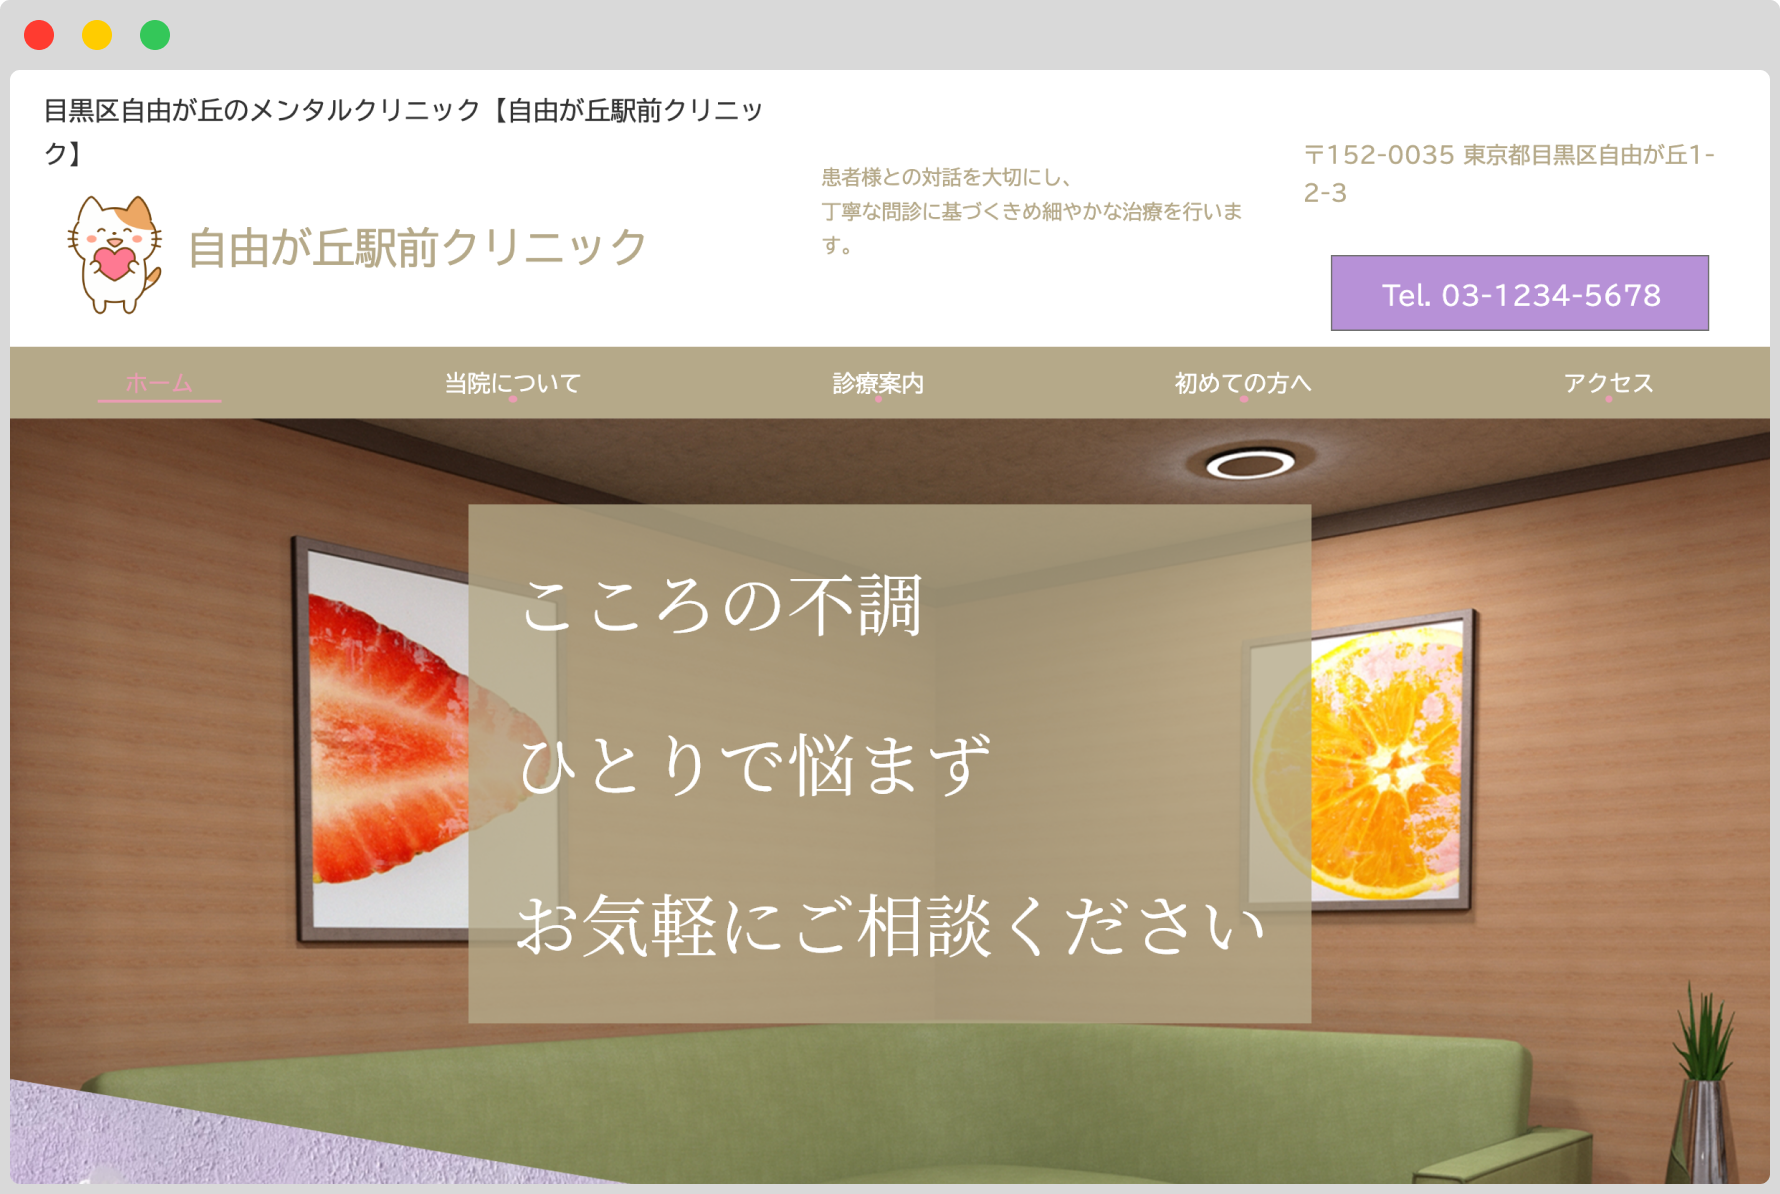 目黒区自由が丘のメンタルクリニック【自由が丘駅前クリニッ
ク】
自由が丘駅前クリニック
患者様との対話を大切にし、
丁寧な問診に基づくきめ細やかな治療を行いま
す。
〒152-0035 東京都目黒区自由が丘1-
2-3
Tel. 03-1234-5678
ホーム
当院について
診療案内
初めての方へ
アクセス
こころの不調
ひとりで悩まず
お気軽にご相談ください